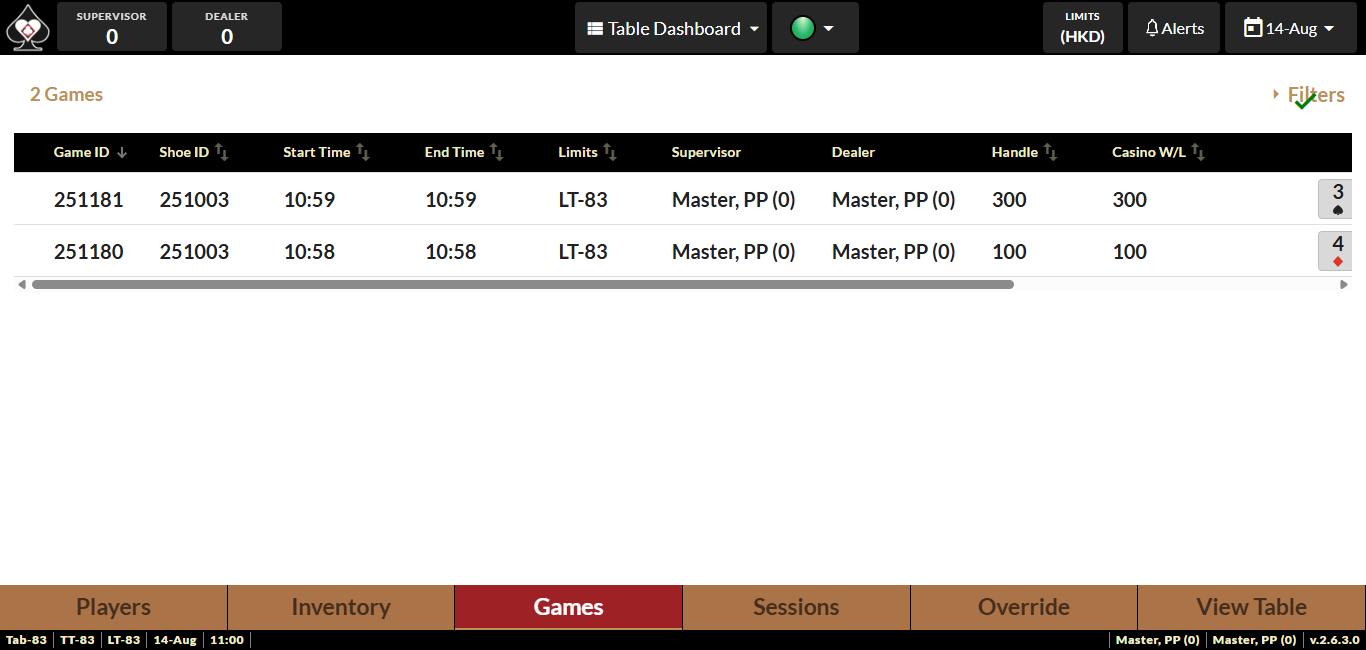 SUPERVISOR
0
DEALER
0
Table Dashboard
LIMITS
(HKD)
Alerts
14-Aug
2 Games
Filters
Game ID Shoe ID Start Time End Time Limits Supervisor Dealer Handle Casino W/L
251181 251003 10:59 10:59 LT-83 Master, PP (0) Master, PP (0) 300 300 3
251180 251003 10:58 10:58 LT-83 Master, PP (0) Master, PP (0) 100 100 4
Players Inventory Games Sessions Override View Table
Tab-83 TT-83 LT-83 14-Aug 11:00 Master, PP (0) Master, PP (0) v.2.6.3.0